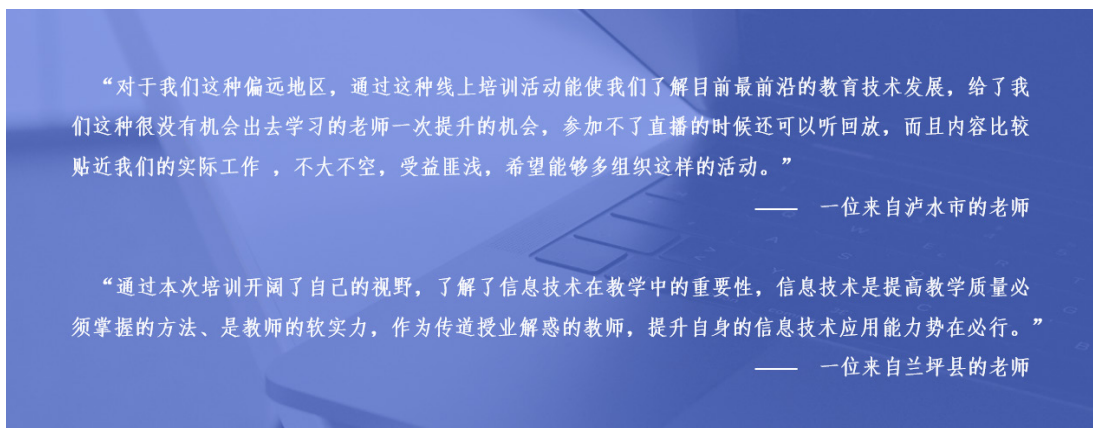 “对于我们这种偏远地区，通过这种线上培训活动能使我们了解目前最前沿的教育技术发展，给了我
们这种很没有机会出去学习的老师一次提升的机会，参加不了直播的时候还可以听回放，而且内容比较
贴近我们的实际工作 ，不大不空，受益匪浅，希望能够多组织这样的活动。”
—— 一位来自泸水市的老师
“通过本次培训开阔了自己的视野，了解了信息技术在教学中的重要性，信息技术是提高教学质量必
须掌握的方法、是教师的软实力，作为传道授业解惑的教师，提升自身的信息技术应用能力势在必行。”
—— 一位来自兰坪县的老师